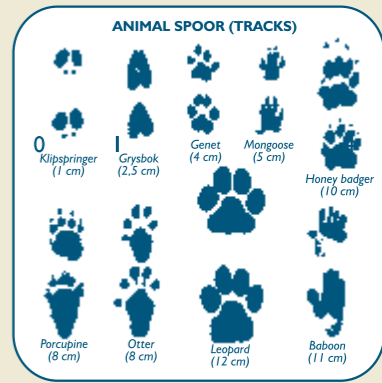 ANIMAL SPOOR (TRACKS)
0
Klipspringer
(1 cm)
Grysbok
(2,5 cm)
Genet
(4 cm)
Mongoose
(5 cm)
Honey badger
(10 cm)
Porcupine
(8 cm)
Otter
(8 cm)
Leopard
(12 cm)
Baboon
(11 cm)